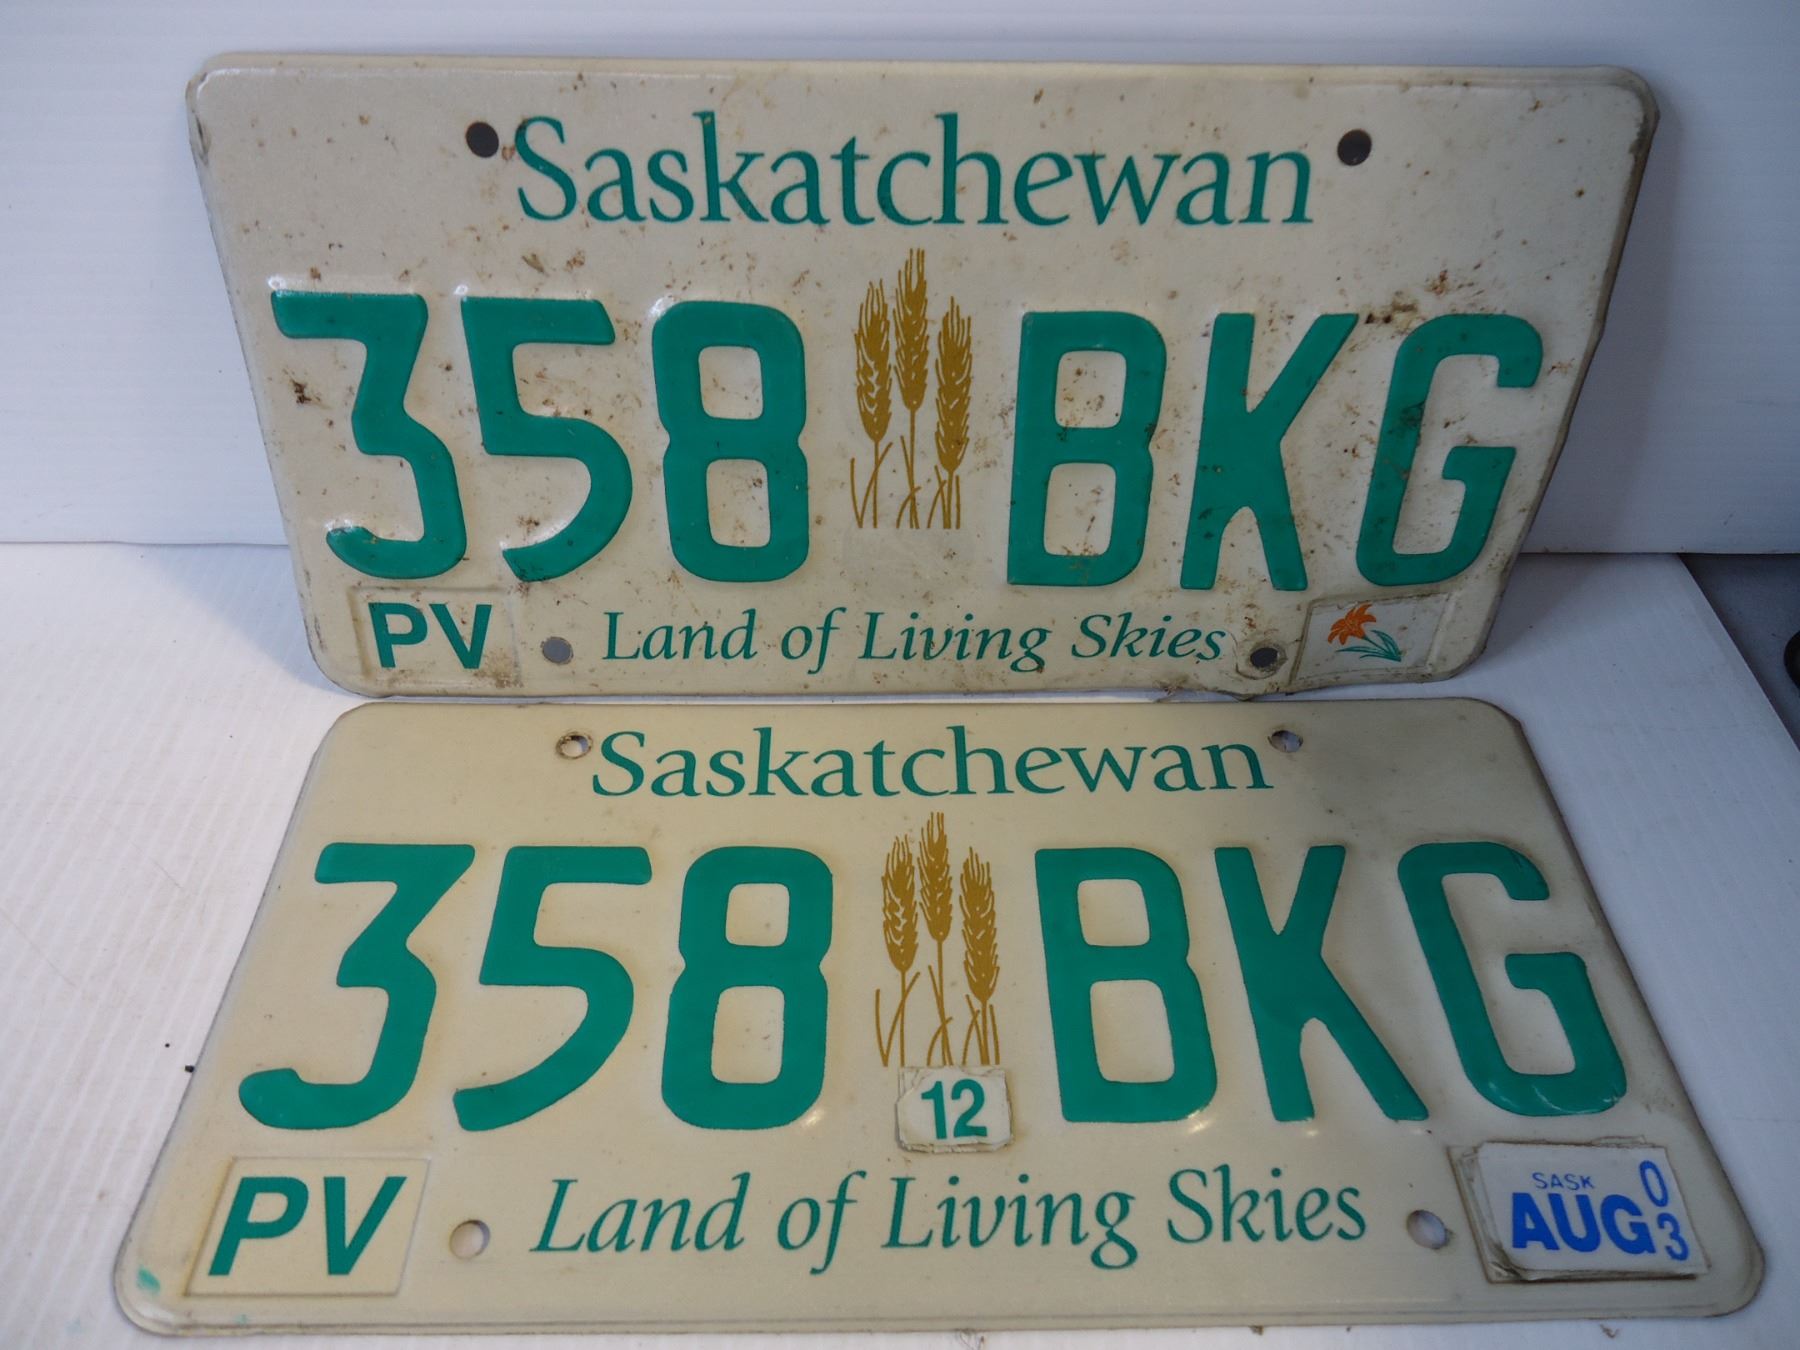 Saskatchewan
358 BKG
PV Land of Living Skies
Saskatchewan
358 BKG
12
PV Land of Living Skies SASK AUG 03